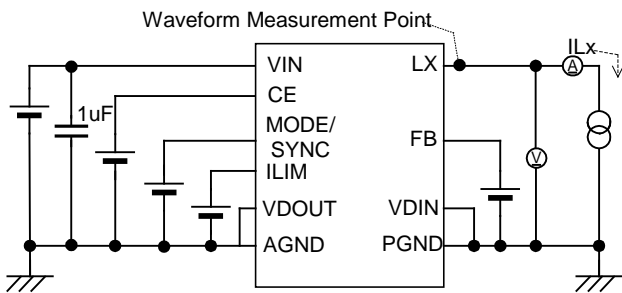 Waveform Measurement Point
ILx
VIN
LX
A
CE
1uF
MODE/
SYNC
FB
ILIM
V
VDOUT
VDIN
AGND
PGND